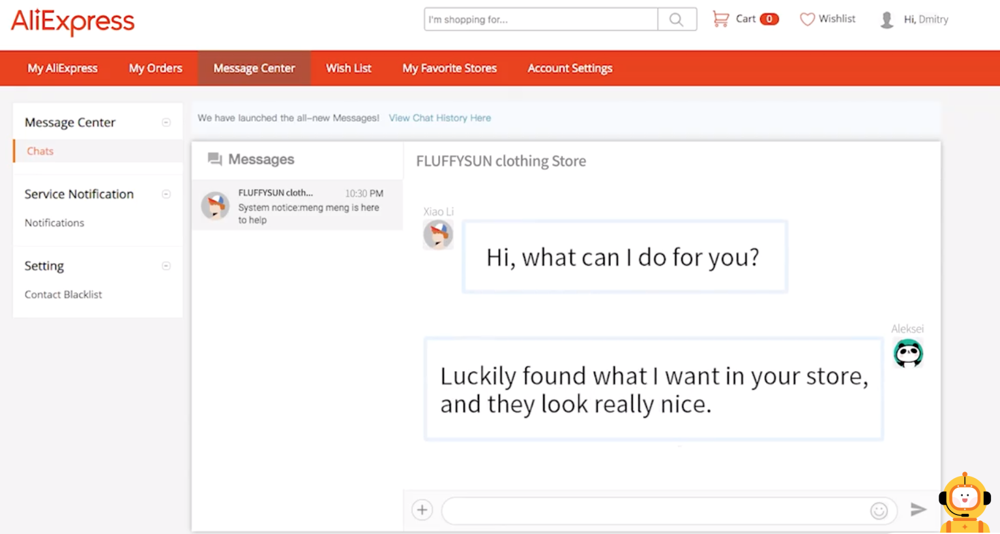 AliExpress
I'm shopping for...
Cart 0
Wishlist
Hi, Dmitry
My AliExpress
My Orders
Message Center
Wish List
My Favorite Stores
Account Settings
Message Center
Chats
Service Notification
Notifications
Setting
Contact Blacklist
We have launched the all-new Messages! View Chat History Here
Messages
FLUFFYSUN cloth... 10:30 PM
System notice:meng meng is here
to help
FLUFFYSUN clothing Store
Xiao Li
Hi, what can I do for you?
Aleksei
Luckily found what I want in your store,
and they look really nice.